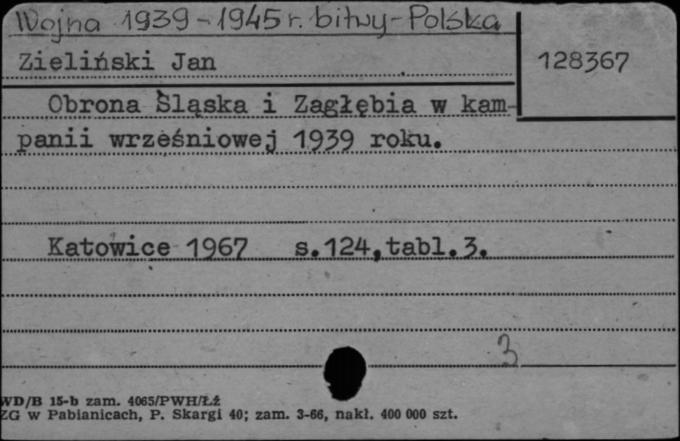 Wojna 1939-1945 r. bitwy-Polska
Zieliński Jan
128367
Obrona Śląska i Zagłębia w kam-
panii wrześniowej 1939 roku.
Katowice 1967 s.124,tabl.3.
3
WD/B 15-b zam. 4065/PWH/Łż
ZG w Pabianicach, P. Skargi 40; zam. 3-66, nakł. 400 000 szt.